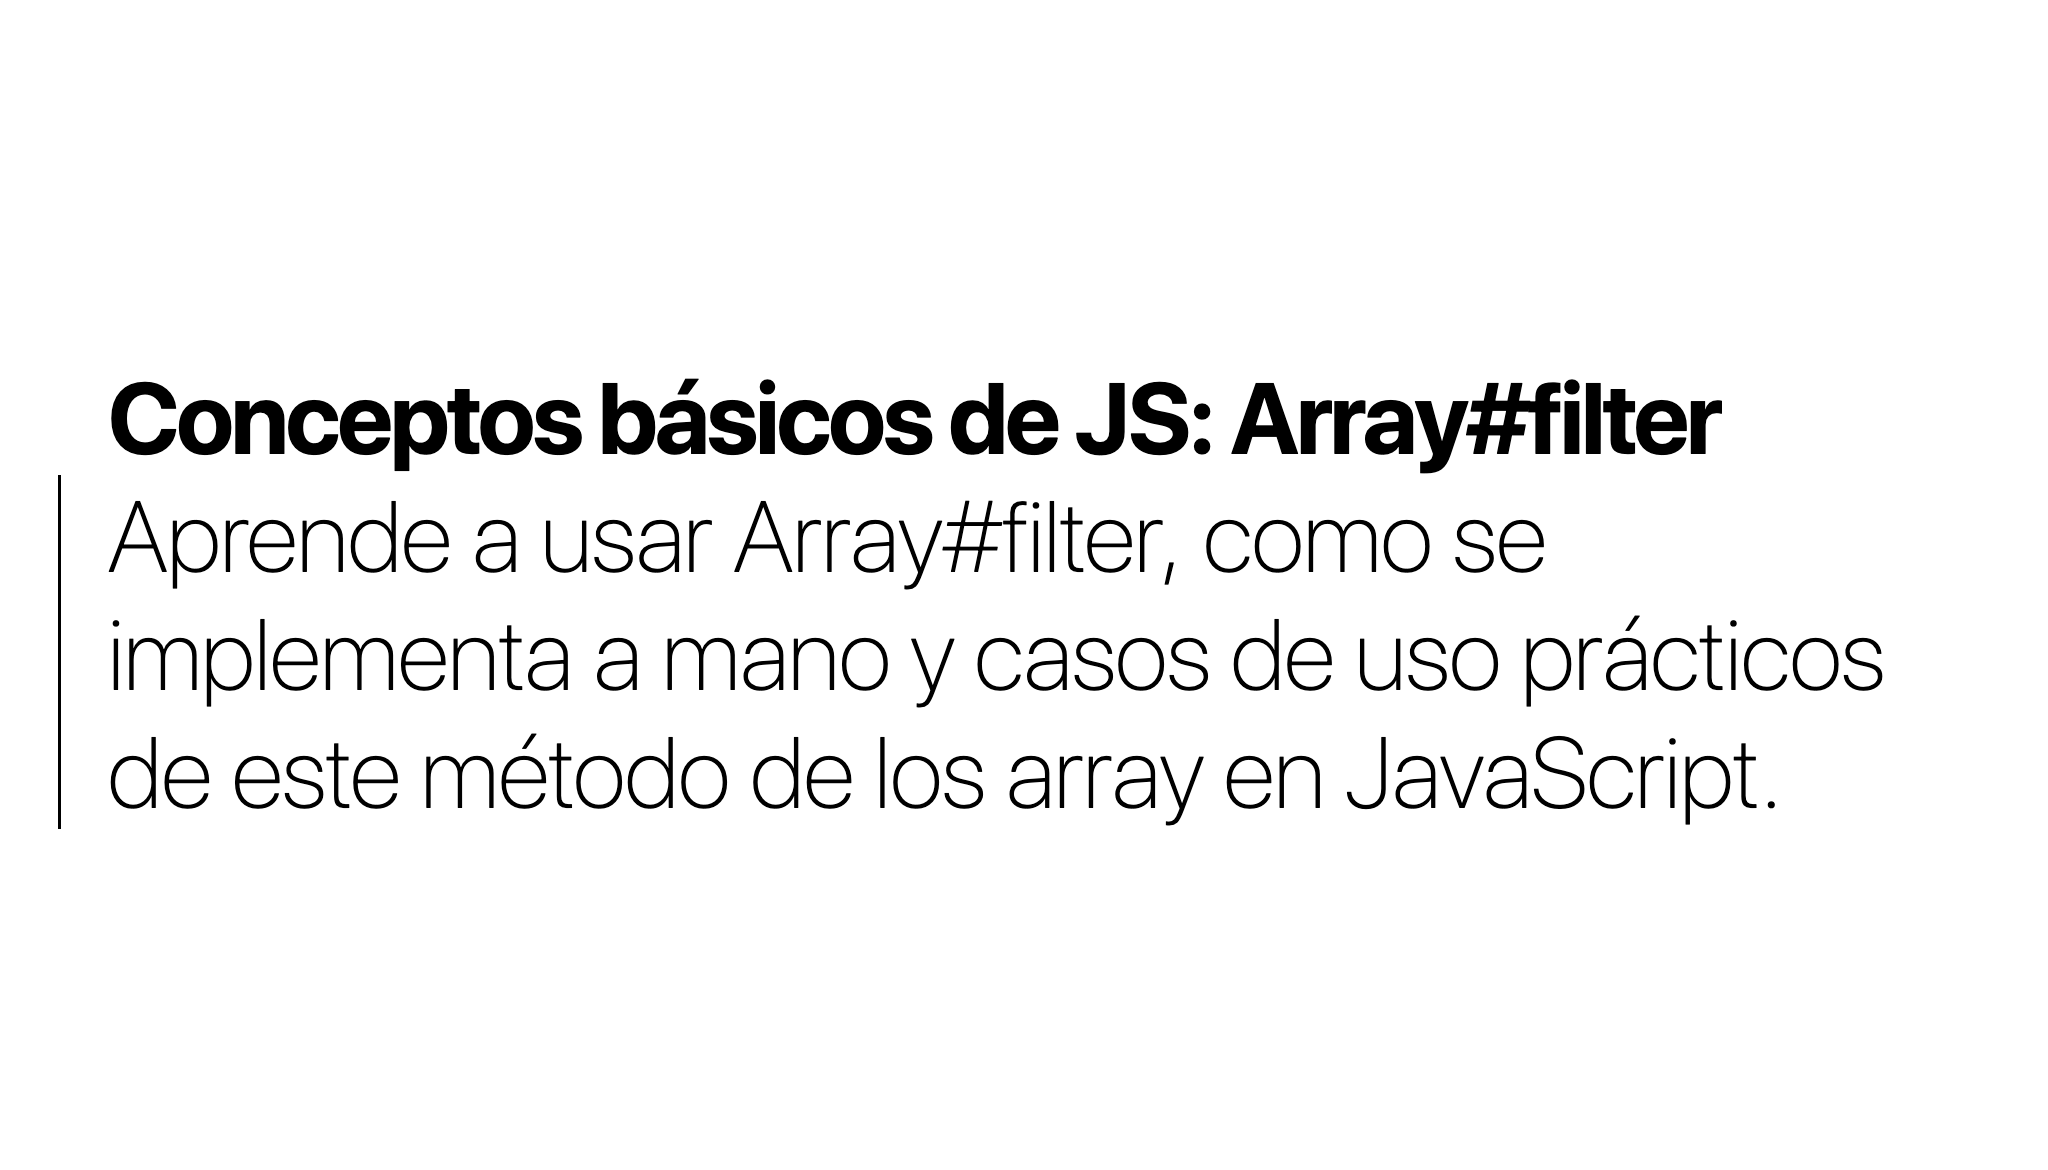 Conceptos básicos de JS: Array#filter
Aprende a usar Array#filter, como se
implementa a mano y casos de uso prácticos
de este método de los array en JavaScript.